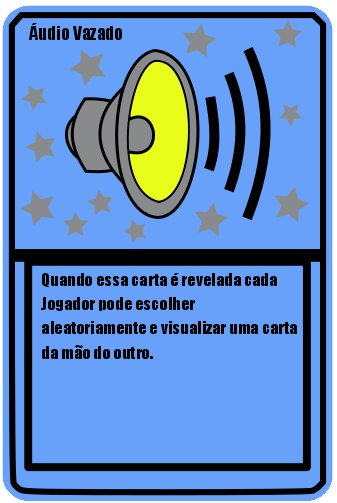 Áudio Vazado
Quando essa carta é revelada cada
Jogador pode escolher
aleatoriamente e visualizar uma carta
da mão do outro.